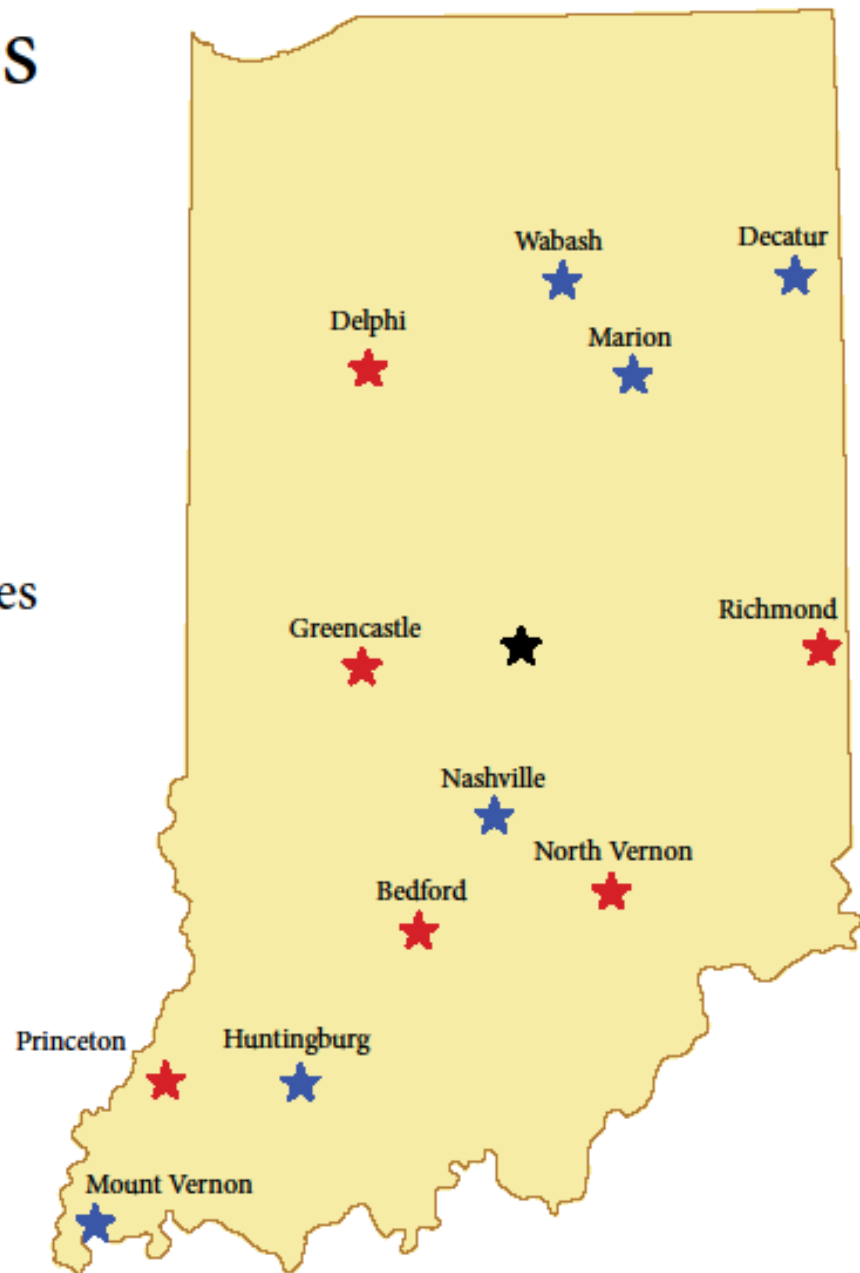 s
Wabash
Decatur
Delphi
Marion
es
Richmond
Greencastle
Nashville
North Vernon
Bedford
Princeton
Huntingburg
Mount Vernon